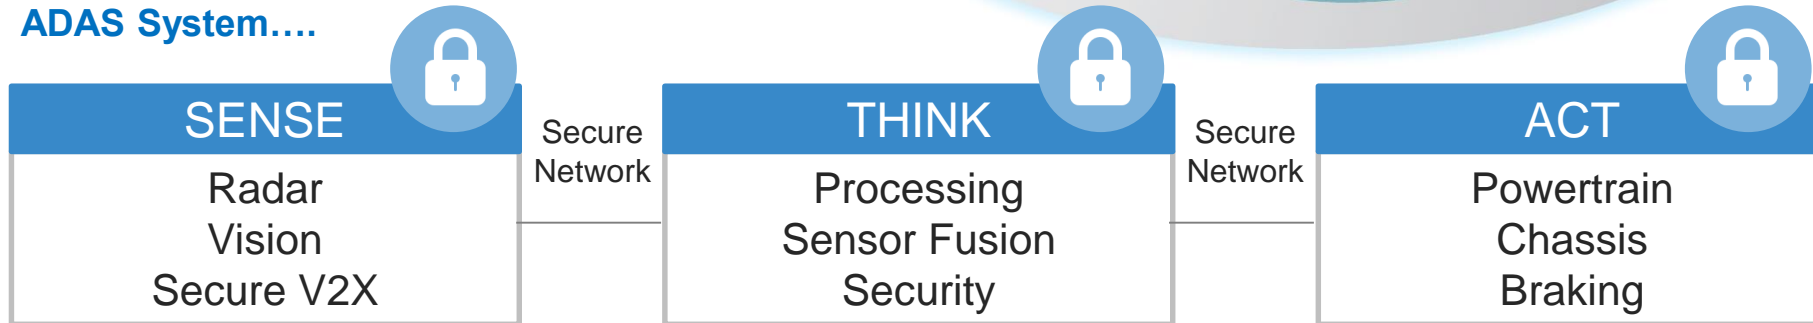 ADAS System....
SENSE
Radar
Vision
Secure V2X
Secure
Network
THINK
Processing
Sensor Fusion
Security
Secure
Network
ACT
Powertrain
Chassis
Braking